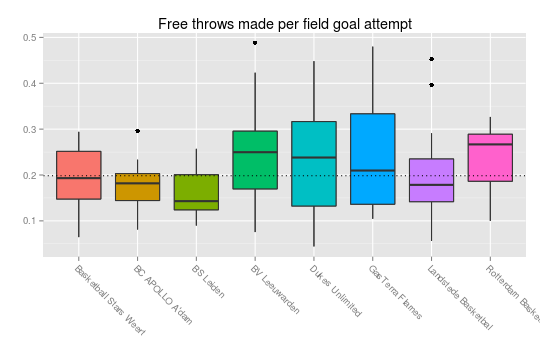 Free throws made per field goal attempt
0.5
0.4
0.3
0.2
0.1
Basketball Stars Weert
BC APOLLO A'dam
BS Leiden
BV Leeuwarden
Dukes Unlimited
GasTerra Flames
Landstede Basketbal
Rotterdam Baske